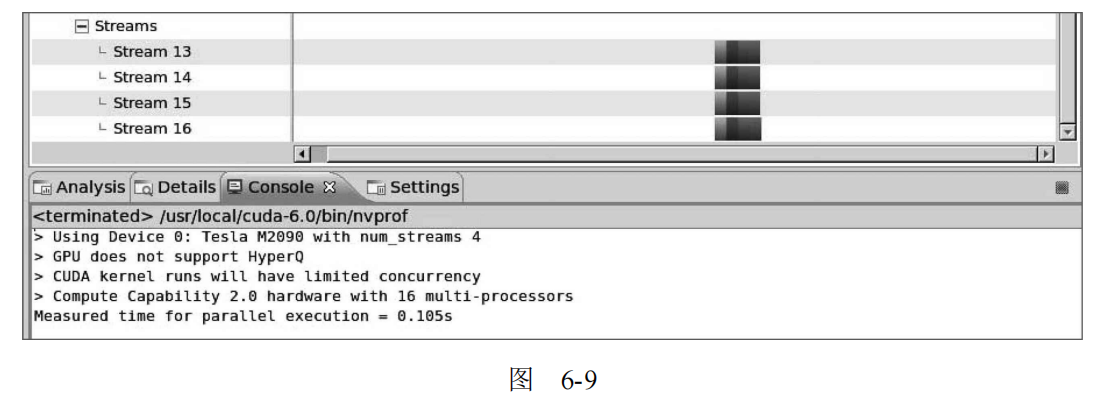 Streams
Stream 13
Stream 14
Stream 15
Stream 16
Analysis Details Console Settings
<terminated> /usr/local/cuda-6.0/bin/nvprof
> Using Device 0: Tesla M2090 with num_streams 4
> GPU does not support HyperQ
> CUDA kernel runs will have limited concurrency
> Compute Capability 2.0 hardware with 16 multi-processors
Measured time for parallel execution = 0.105s
图 6-9